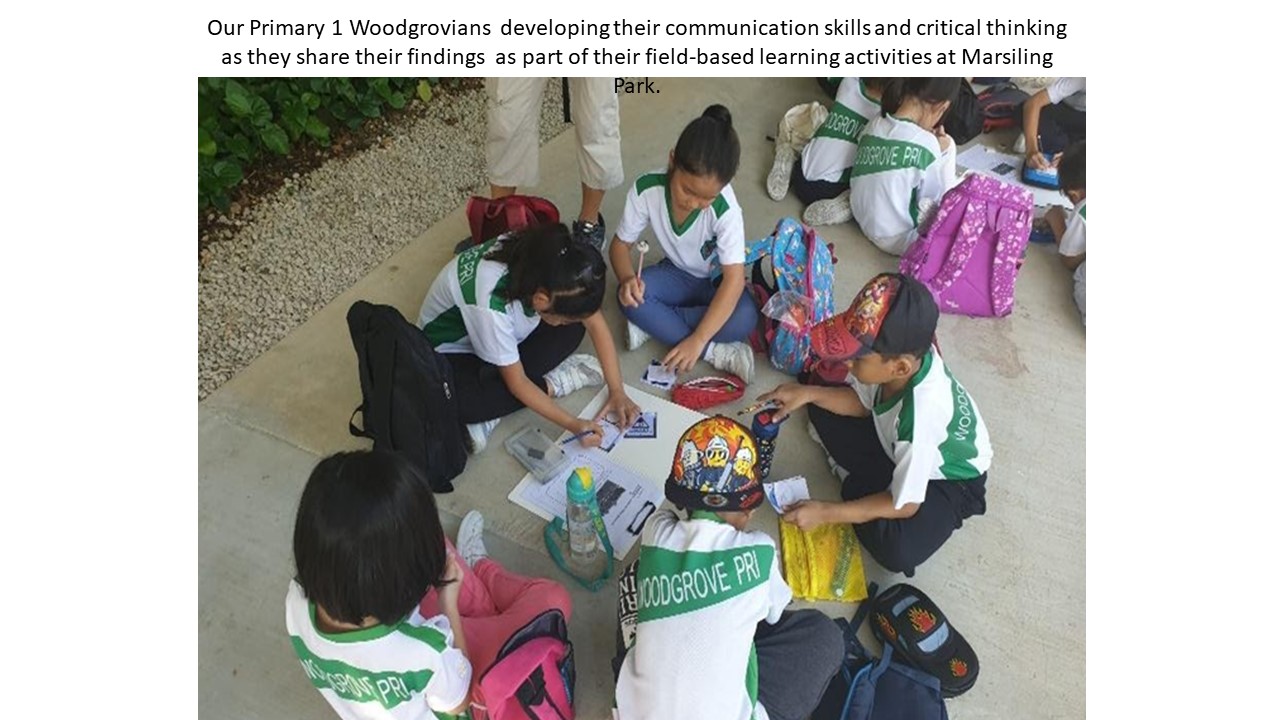 Our Primary 1 Woodgrovians developing their communication skills and critical thinking
as they share their findings as part of their field-based learning activities at Marsiling
Park.
WOODGROVE PRI
WOODGROVE PRI